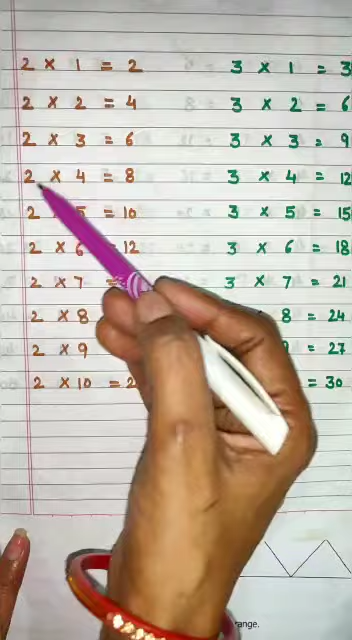 2 × 1 = 2 3 × 1 = 3
2 × 2 = 4 3 × 2 = 6
2 × 3 = 6 3 × 3 = 9
2 × 4 = 8 3 × 4 = 12
2 × 5 = 10 3 × 5 = 15
2 × 6 = 12 3 × 6 = 18
2 × 7 = 3 × 7 = 21
2 × 8 8 = 24
2 × 9 = 27
2 × 10 = 2 = 30
range.